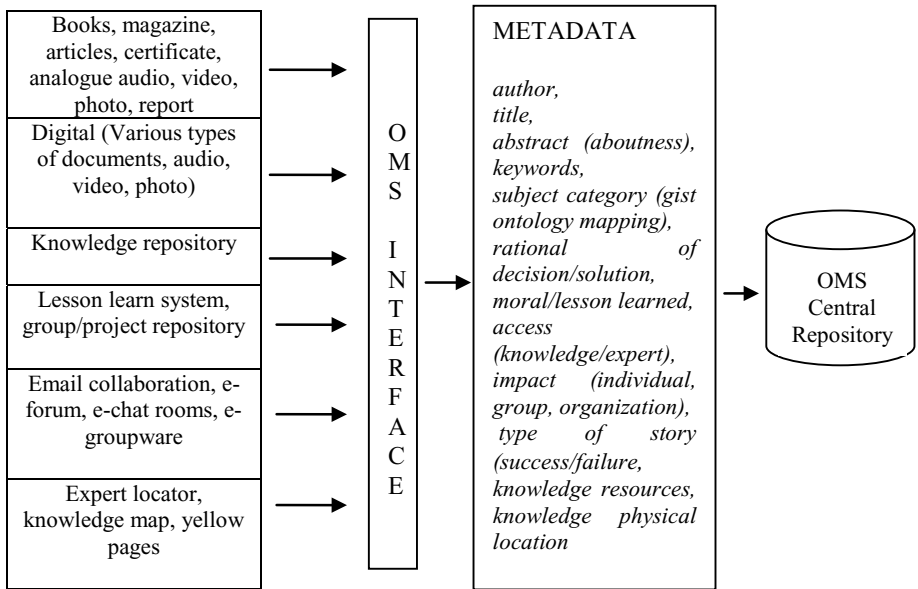 Books, magazine,
articles, certificate,
analogue audio, video,
photo, report
Digital (Various types
of documents, audio,
video, photo)
Knowledge repository
Lesson learn system,
group/project repository
Email collaboration, e-
forum, e-chat rooms, e-
groupware
Expert locator,
knowledge map, yellow
pages
O
M
S
I
N
T
E
R
F
A
C
E
METADATA
author,
title,
abstract (aboutness),
keywords,
subject category (gist
ontology mapping),
rational of
decision/solution,
moral/lesson learned,
access
(knowledge/expert),
impact (individual,
group, organization),
type of story
(success/failure,
knowledge resources,
knowledge physical
location
OMS
Central
Repository